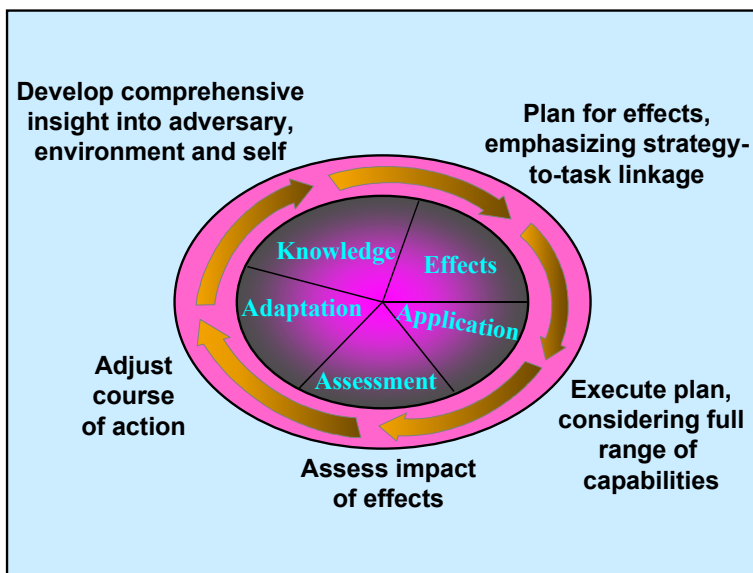 Develop comprehensive
insight into adversary,
environment and self
Plan for effects,
emphasizing strategy-
to-task linkage
Knowledge
Effects
Adaptation
Application
Assessment
Adjust
course
of action
Execute plan,
considering full
range of
capabilities
Assess impact
of effects